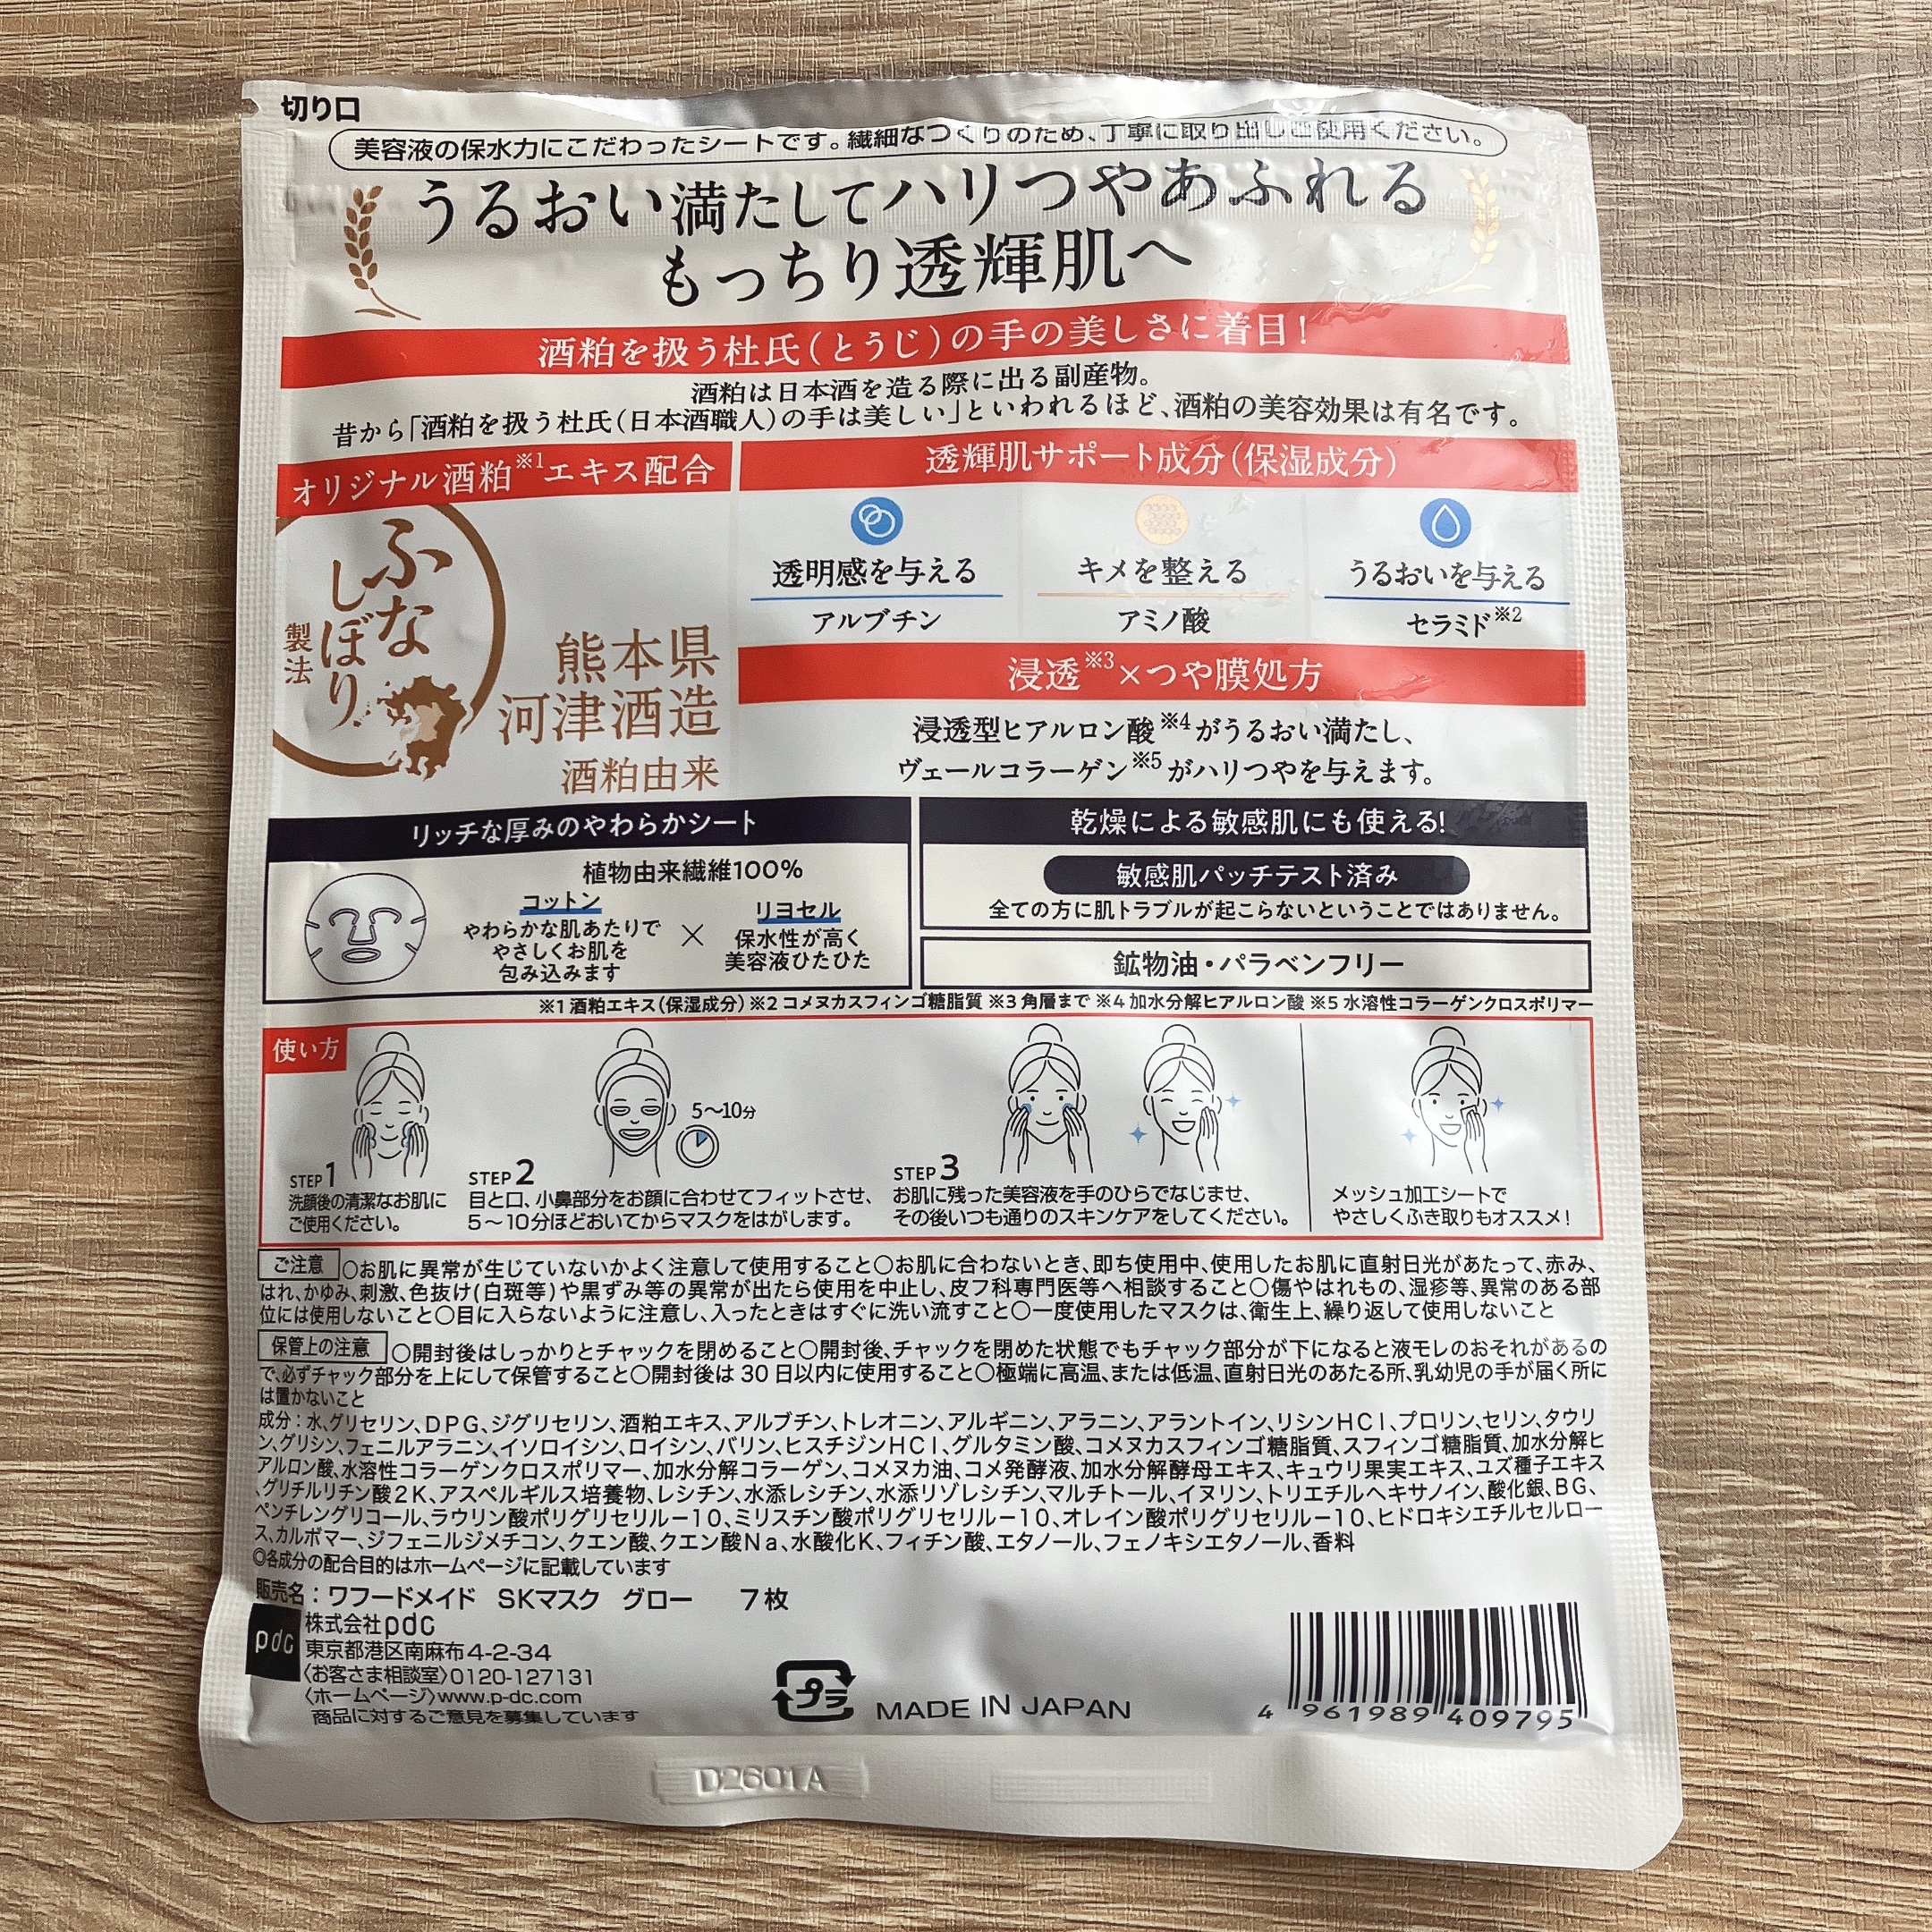 切り口
美容液の保水力にこだわったシートです。繊細なつくりのため、丁寧に取り出しご使用ください。
うるおい満たしてハリつやあふれる
もっちり透輝肌へ
酒粕を扱う杜氏(とうじ)の手の美しさに着目!
酒粕は日本酒を造る際に出る副産物。
昔から「酒粕を扱う杜氏(日本酒職人)の手は美しい」といわれるほど、酒粕の美容効果は有名です。
オリジナル酒粕※1エキス配合
ふな
しぼり
製法
熊本県
河津酒造
酒粕由来
透輝肌サポート成分(保湿成分)
透明感を与える
アルブチン
キメを整える
アミノ酸
うるおいを与える
セラミド※2
浸透※3×つや膜処方
浸透型ヒアルロン酸※4がうるおい満たし、
ヴェールコラーゲン※5がハリつやを与えます。
リッチな厚みのやわらかシート
植物由来繊維100%
コットン
やわらかな肌あたりで
やさしくお肌を
包み込みます
×
リヨセル
保水性が高く
美容液ひたひた
乾燥による敏感肌にも使える!
敏感肌パッチテスト済み
全ての方に肌トラブルが起こらないということではありません。
鉱物油・パラベンフリー
※1 酒粕エキス(保湿成分) ※2 コメヌカスフィンゴ糖脂質 ※3 角層まで ※4 加水分解ヒアルロン酸 ※5 水溶性コラーゲンクロスポリマー
使い方
STEP1
洗顔後の清潔なお肌に
ご使用ください。
5〜10分
STEP2
目と口、小鼻部分をお顔に合わせてフィットさせ、
5〜10分ほどおいてからマスクをはがします。
STEP3
お肌に残った美容液を手のひらでなじませ、
その後いつも通りのスキンケアをしてください。
メッシュ加工シートで
やさしくふき取りもオススメ!
ご注意 〇お肌に異常が生じていないかよく注意して使用すること〇お肌に合わないとき、即ち使用中、使用したお肌に直射日光があたって、赤み、
はれ、かゆみ、刺激、色抜け(白斑等)や黒ずみ等の異常が出たら使用を中止し、皮フ科専門医等へ相談すること〇傷やはれもの、湿疹等、異常のある部
位には使用しないこと〇目に入らないように注意し、入ったときはすぐに洗い流すこと〇一度使用したマスクは、衛生上、繰り返して使用しないこと
保管上の注意 〇開封後はしっかりとチャックを閉めること〇開封後、チャックを閉めた状態でもチャック部分が下になると液モレのおそれがあるの
で、必ずチャック部分を上にして保管すること〇開封後は 30 日以内に使用すること〇極端に高温、または低温、直射日光のあたる所、乳幼児の手が届く所に
は置かないこと
成分：水、グリセリン、DPG、ジグリセリン、酒粕エキス、アルブチン、トレオニン、アルギニン、アラニン、アラントイン、リシンHCl、プロリン、セリン、タウリ
ン、グリシン、フェニルアラニン、イソロイシン、ロイシン、バリン、ヒスチジンHCl、グルタミン酸、コメヌカスフィンゴ糖脂質、スフィンゴ糖脂質、加水分解ヒ
アルロン酸、水溶性コラーゲンクロスポリマー、加水分解コラーゲン、コメヌカ油、コメ発酵液、加水分解酵母エキス、キュウリ果実エキス、ユズ種子エキス
、グリチルリチン酸2K、アスペルギルス培養物、レシチン、水添レシチン、水添リゾレシチン、マルチトール、イヌリン、トリエチルヘキサノイン、酸化銀、BG、
ペンチレングリコール、ラウリン酸ポリグリセリル－10、ミリスチン酸ポリグリセリル－10、オレイン酸ポリグリセリル－10、ヒドロキシエチルセルロー
ス、カルボマー、ジフェニルジメチコン、クエン酸、クエン酸Na、水酸化K、フィチン酸、エタノール、フェノキシエタノール、香料
◎各成分の配合目的はホームページに記載しています
販売名：ワフードメイド SKマスク グロー 7枚
pdc
株式会社pdc
東京都港区南麻布4-2-34
〈お客さま相談室〉0120-127131
〈ホームページ〉www.p-dc.com
商品に対するご意見を募集しています
プラ
MADE IN JAPAN
4 961989 409795
D2601A